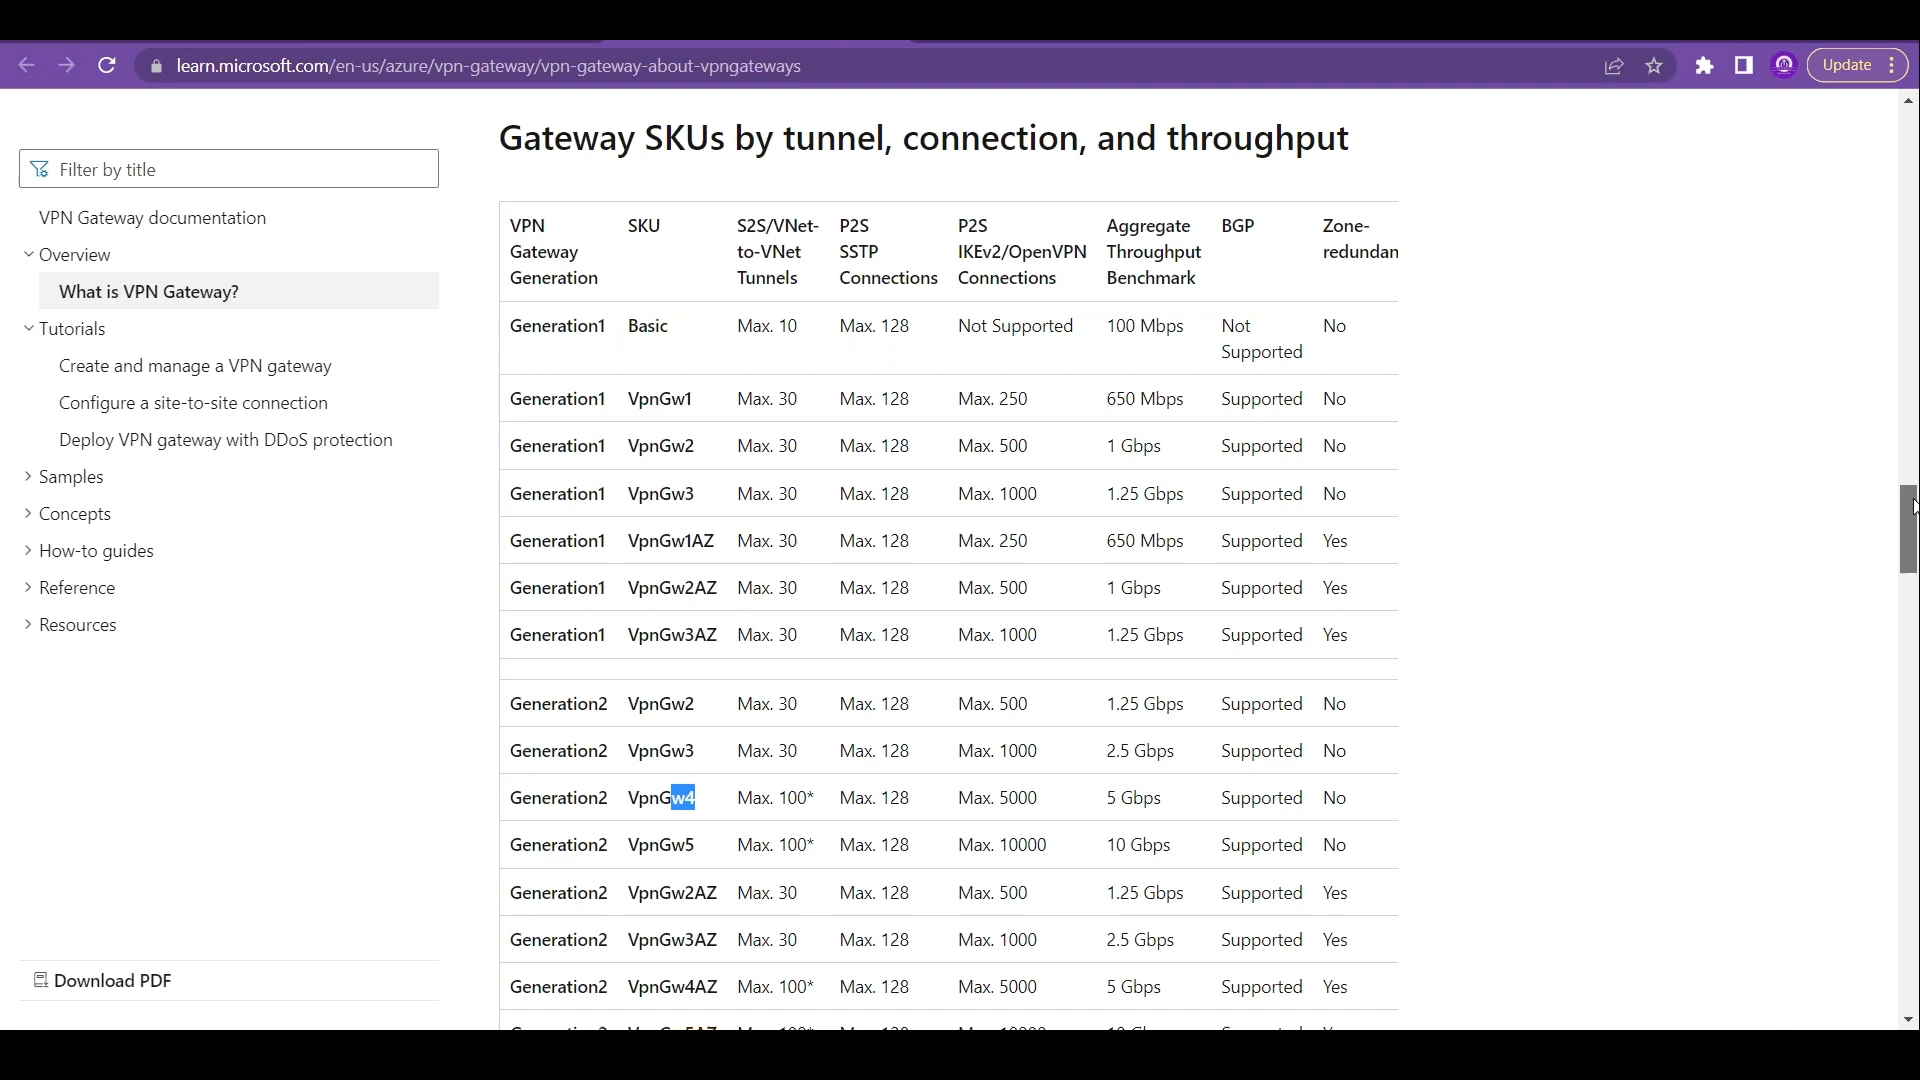 learn.microsoft.com/en-us/azure/vpn-gateway/vpn-gateway-about-vpngateways
Update
Filter by title
VPN Gateway documentation
Overview
What is VPN Gateway?
Tutorials
Create and manage a VPN gateway
Configure a site-to-site connection
Deploy VPN gateway with DDoS protection
Samples
Concepts
How-to guides
Reference
Resources
Download PDF
Gateway SKUs by tunnel, connection, and throughput
VPN Gateway Generation SKU S2S/VNet-to-VNet Tunnels P2S SSTP Connections P2S IKEv2/OpenVPN Connections Aggregate Throughput Benchmark BGP Zone-redundan
Generation1 Basic Max. 10 Max. 128 Not Supported 100 Mbps Not Supported No
Generation1 VpnGw1 Max. 30 Max. 128 Max. 250 650 Mbps Supported No
Generation1 VpnGw2 Max. 30 Max. 128 Max. 500 1 Gbps Supported No
Generation1 VpnGw3 Max. 30 Max. 128 Max. 1000 1.25 Gbps Supported No
Generation1 VpnGw1AZ Max. 30 Max. 128 Max. 250 650 Mbps Supported Yes
Generation1 VpnGw2AZ Max. 30 Max. 128 Max. 500 1 Gbps Supported Yes
Generation1 VpnGw3AZ Max. 30 Max. 128 Max. 1000 1.25 Gbps Supported Yes
Generation2 VpnGw2 Max. 30 Max. 128 Max. 500 1.25 Gbps Supported No
Generation2 VpnGw3 Max. 30 Max. 128 Max. 1000 2.5 Gbps Supported No
Generation2 VpnGw4 Max. 100* Max. 128 Max. 5000 5 Gbps Supported No
Generation2 VpnGw5 Max. 100* Max. 128 Max. 10000 10 Gbps Supported No
Generation2 VpnGw2AZ Max. 30 Max. 128 Max. 500 1.25 Gbps Supported Yes
Generation2 VpnGw3AZ Max. 30 Max. 128 Max. 1000 2.5 Gbps Supported Yes
Generation2 VpnGw4AZ Max. 100* Max. 128 Max. 5000 5 Gbps Supported Yes